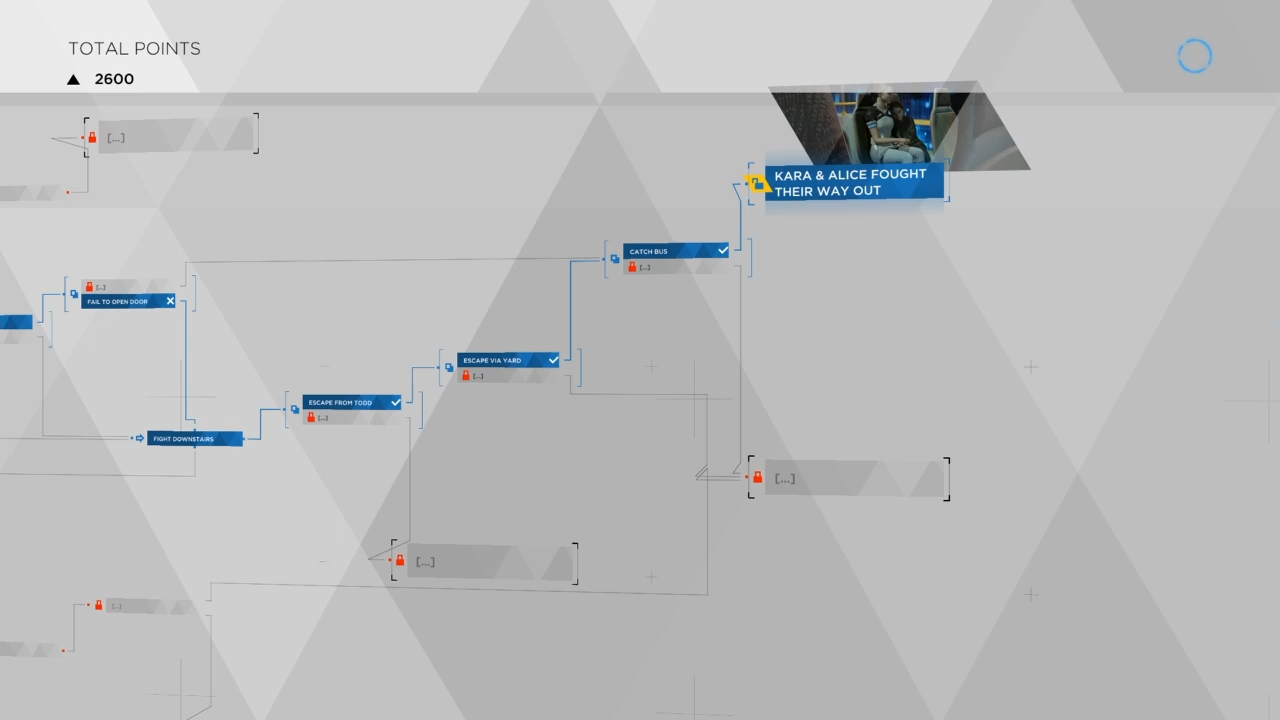 TOTAL POINTS
2600
[...]
KARA & ALICE FOUGHT
THEIR WAY OUT
CATCH BUS
[...]
[...]
FAIL TO OPEN DOOR
ESCAPE VIA YARD
[...]
ESCAPE FROM TODD
[...]
FIGHT DOWNSTAIRS
[...]
[...]
[...]